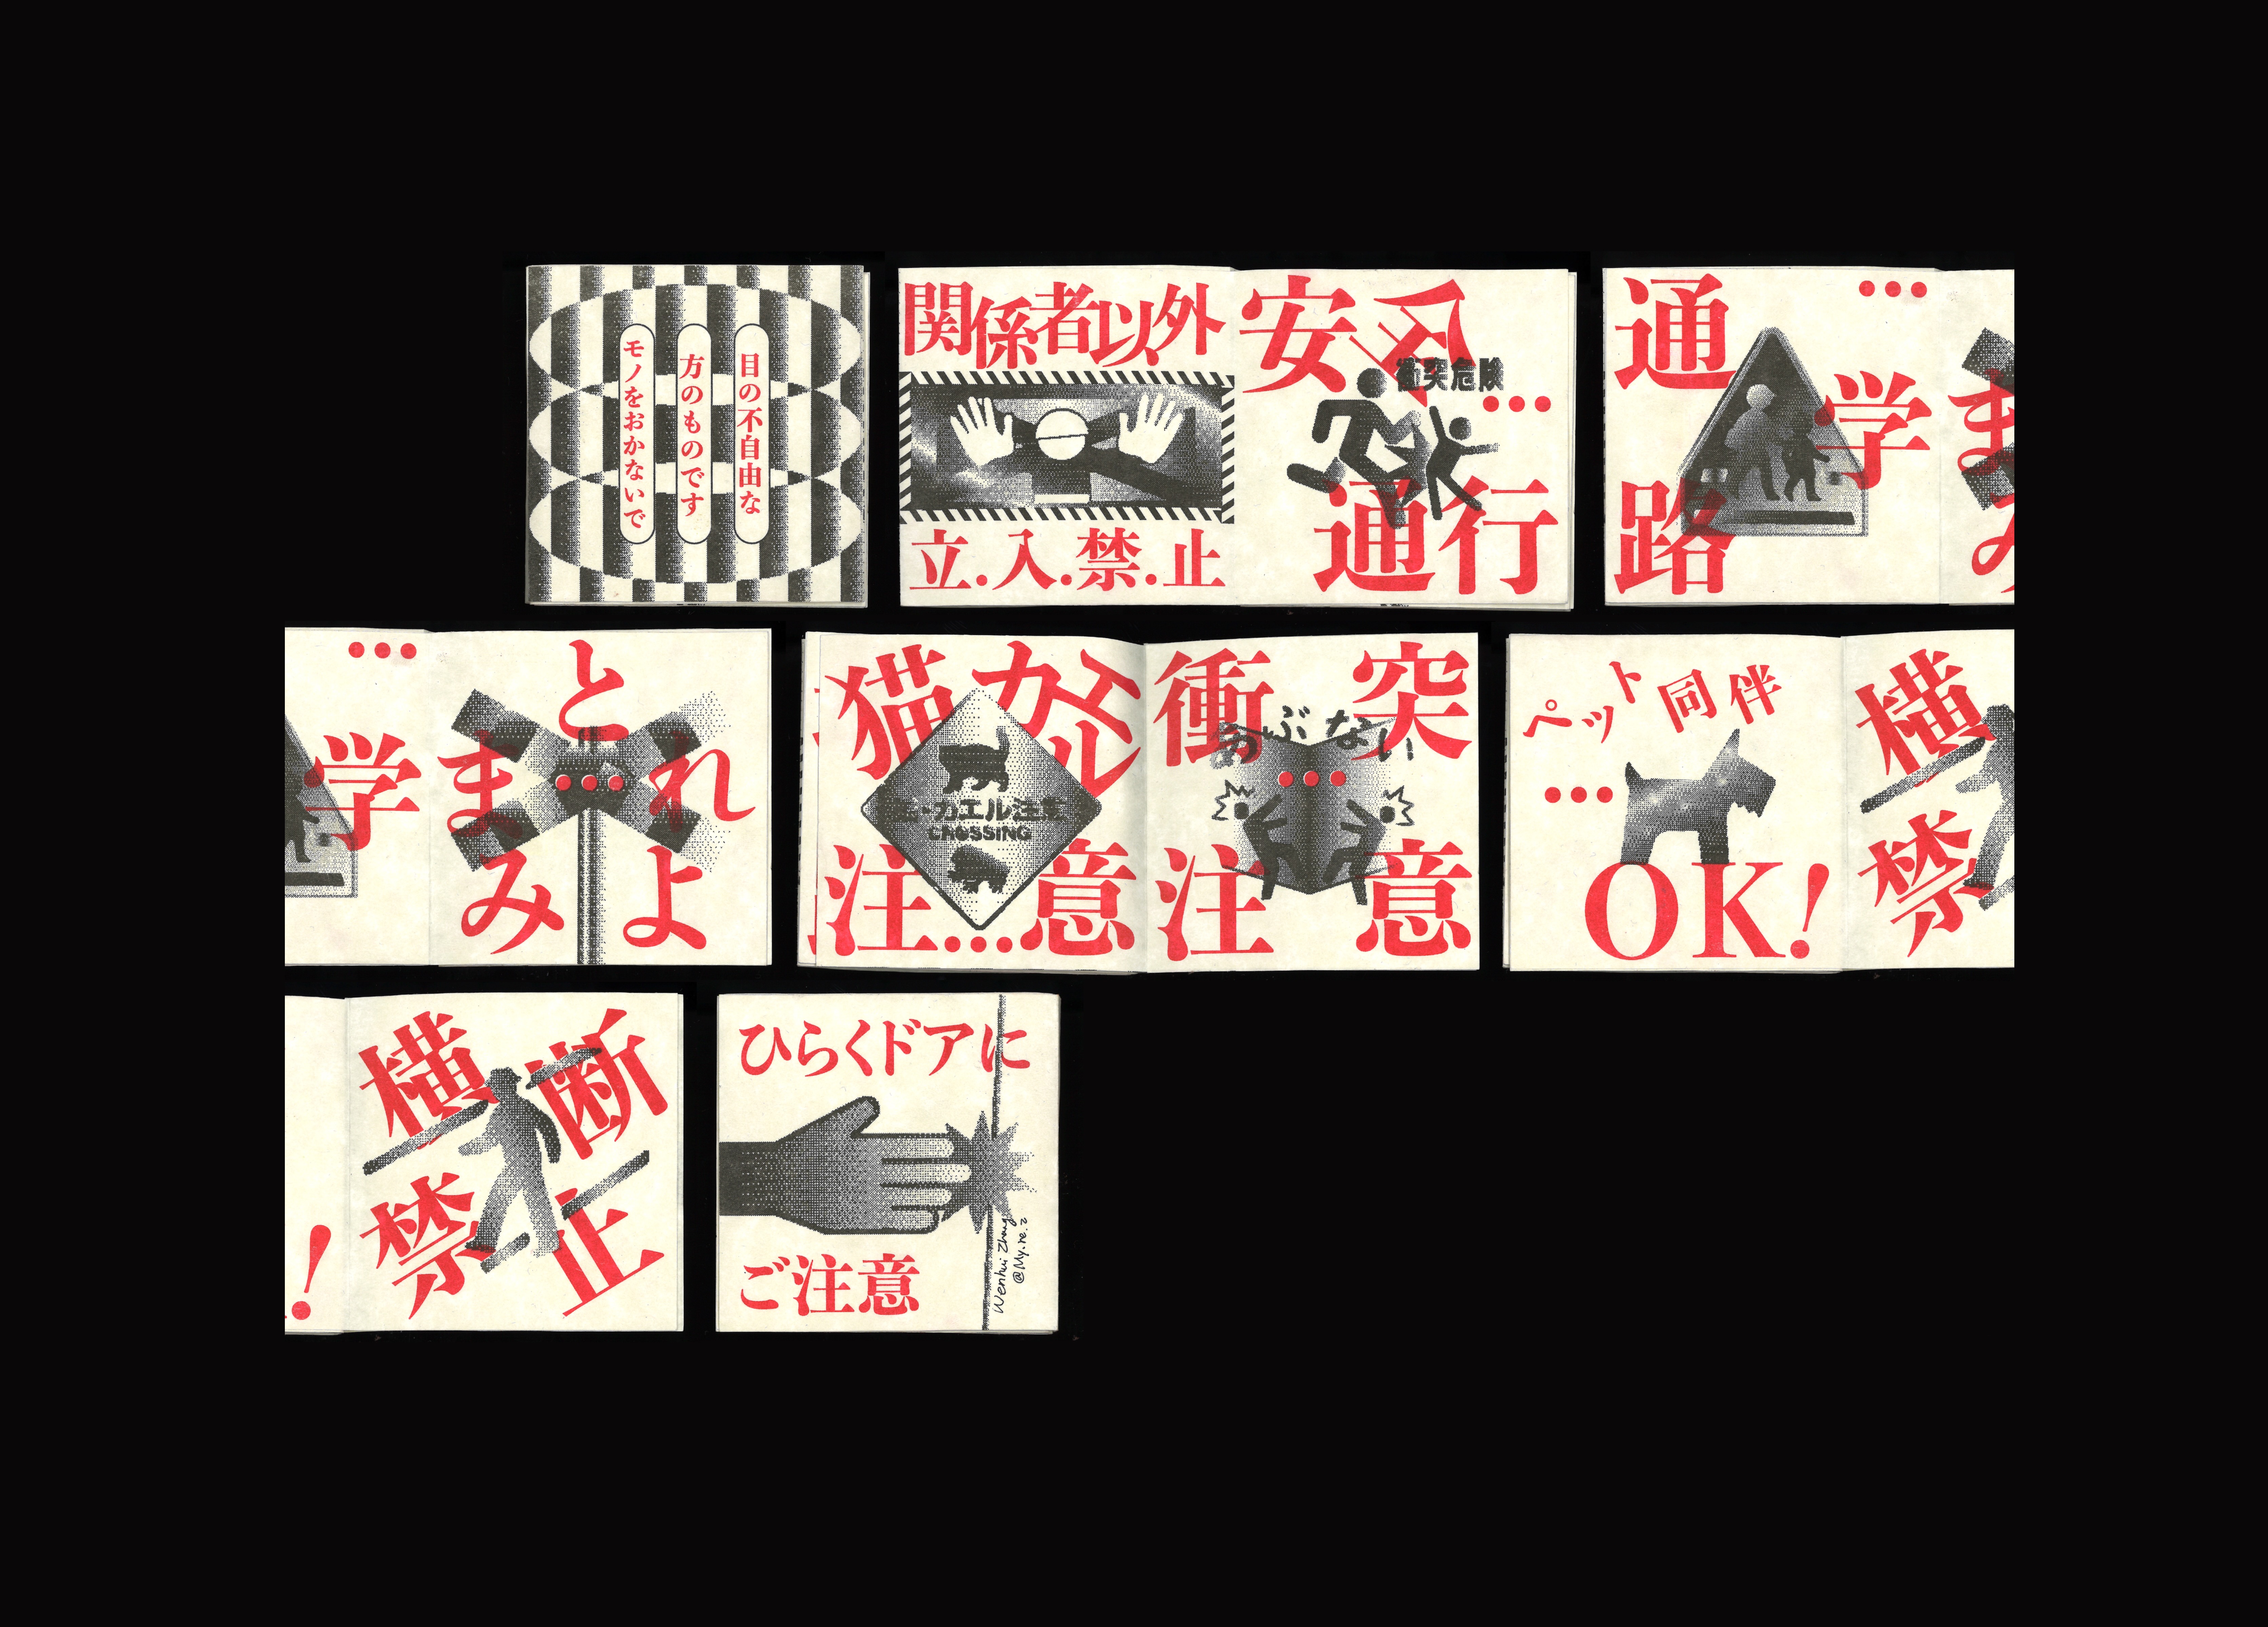 目の不自由な
方のものです
モノをおかないで
関係者以外
立.入.禁.止
安全
衝突危険
...
通行
通
...
学
路
ま
み
...
学
と
ま
れ
...
み
よ
猫カエル
猫・カエル注意
CROSSING
注...意
衝突
あぶない
...
注意
ペット同伴
...
OK!
横
禁
!
横断
禁止
ひらくドアに
ご注意
Wenhui Zhang
@My.re.z